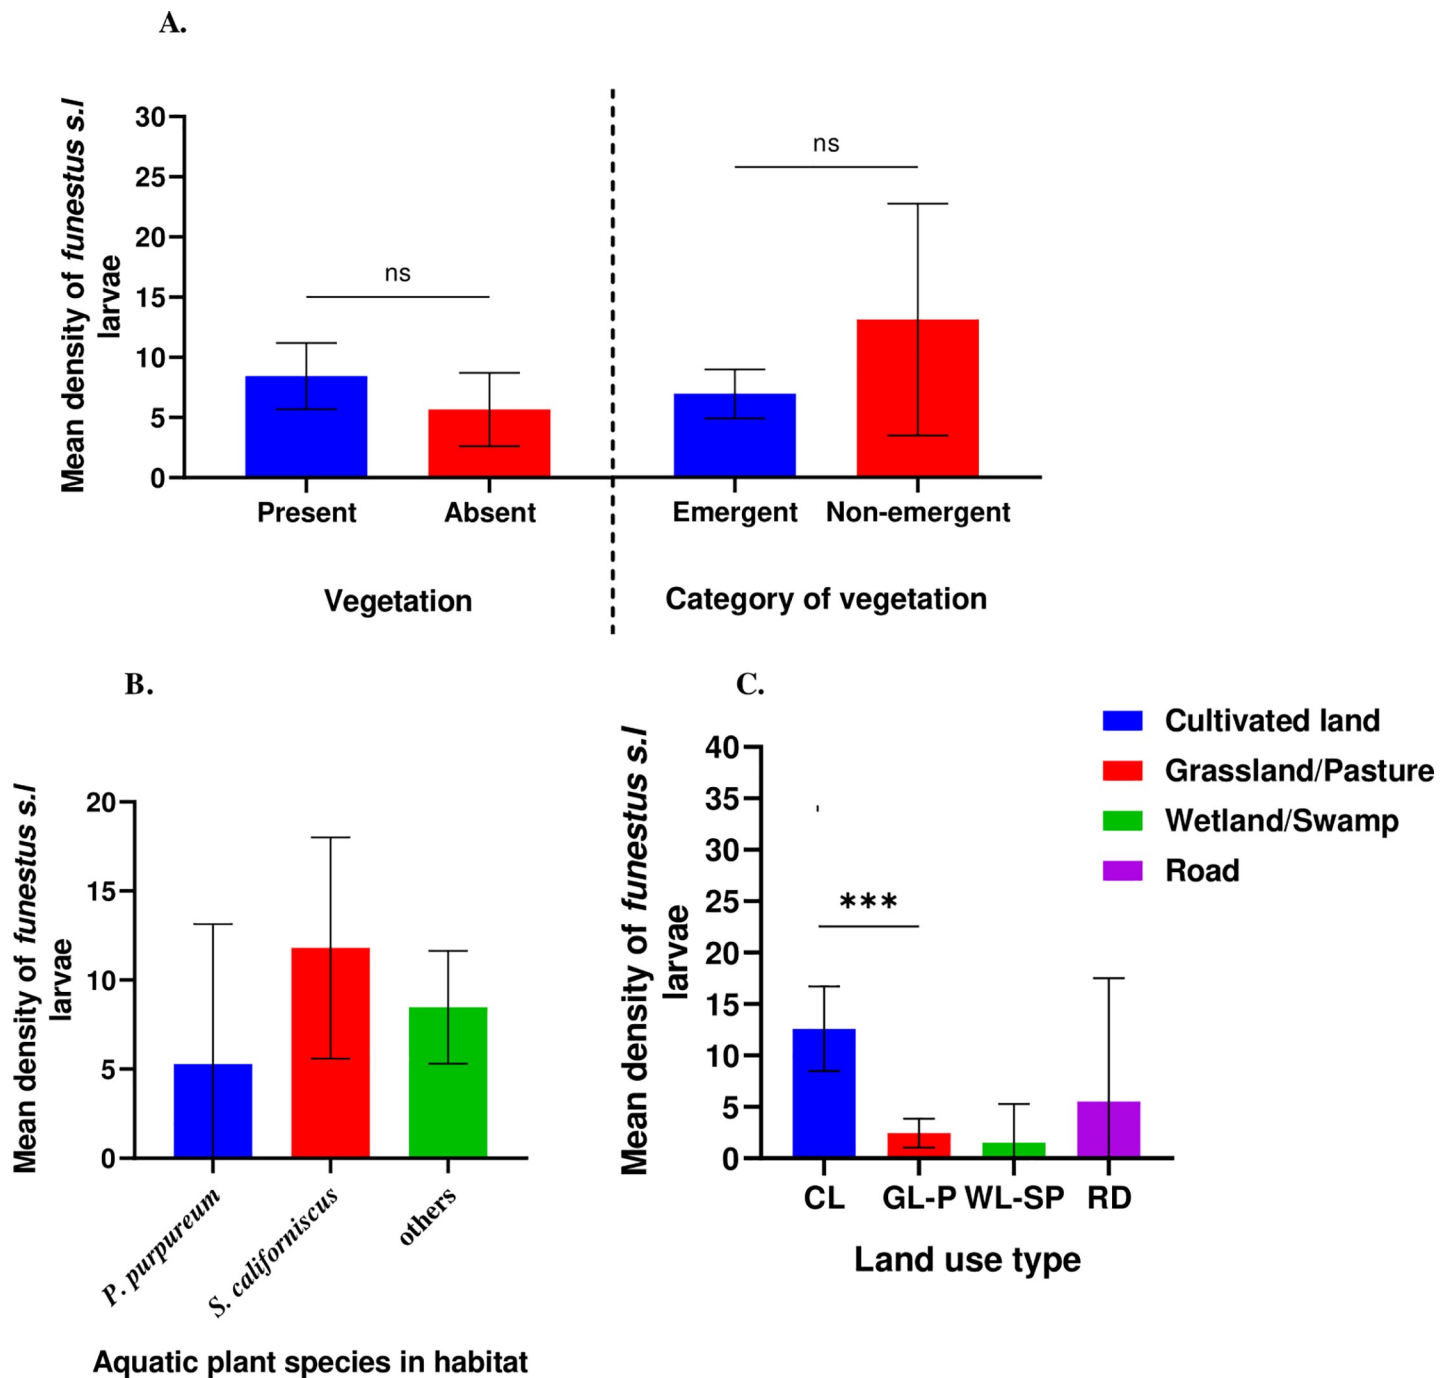 A.
Mean density of funestus s.l
larvae
30
25
20
15
10
5
0
ns
ns
Present
Absent
Emergent
Non-emergent
Vegetation
Category of vegetation
B.
Mean density of funestus s.l
larvae
20
15
10
5
0
P. purpureum
S. californiscus
others
Aquatic plant species in habitat
C.
Mean density of funestus s.l
larvae
40
35
30
25
20
15
10
5
0
***
CL
GL-P
WL-SP
RD
Land use type
Cultivated land
Grassland/Pasture
Wetland/Swamp
Road